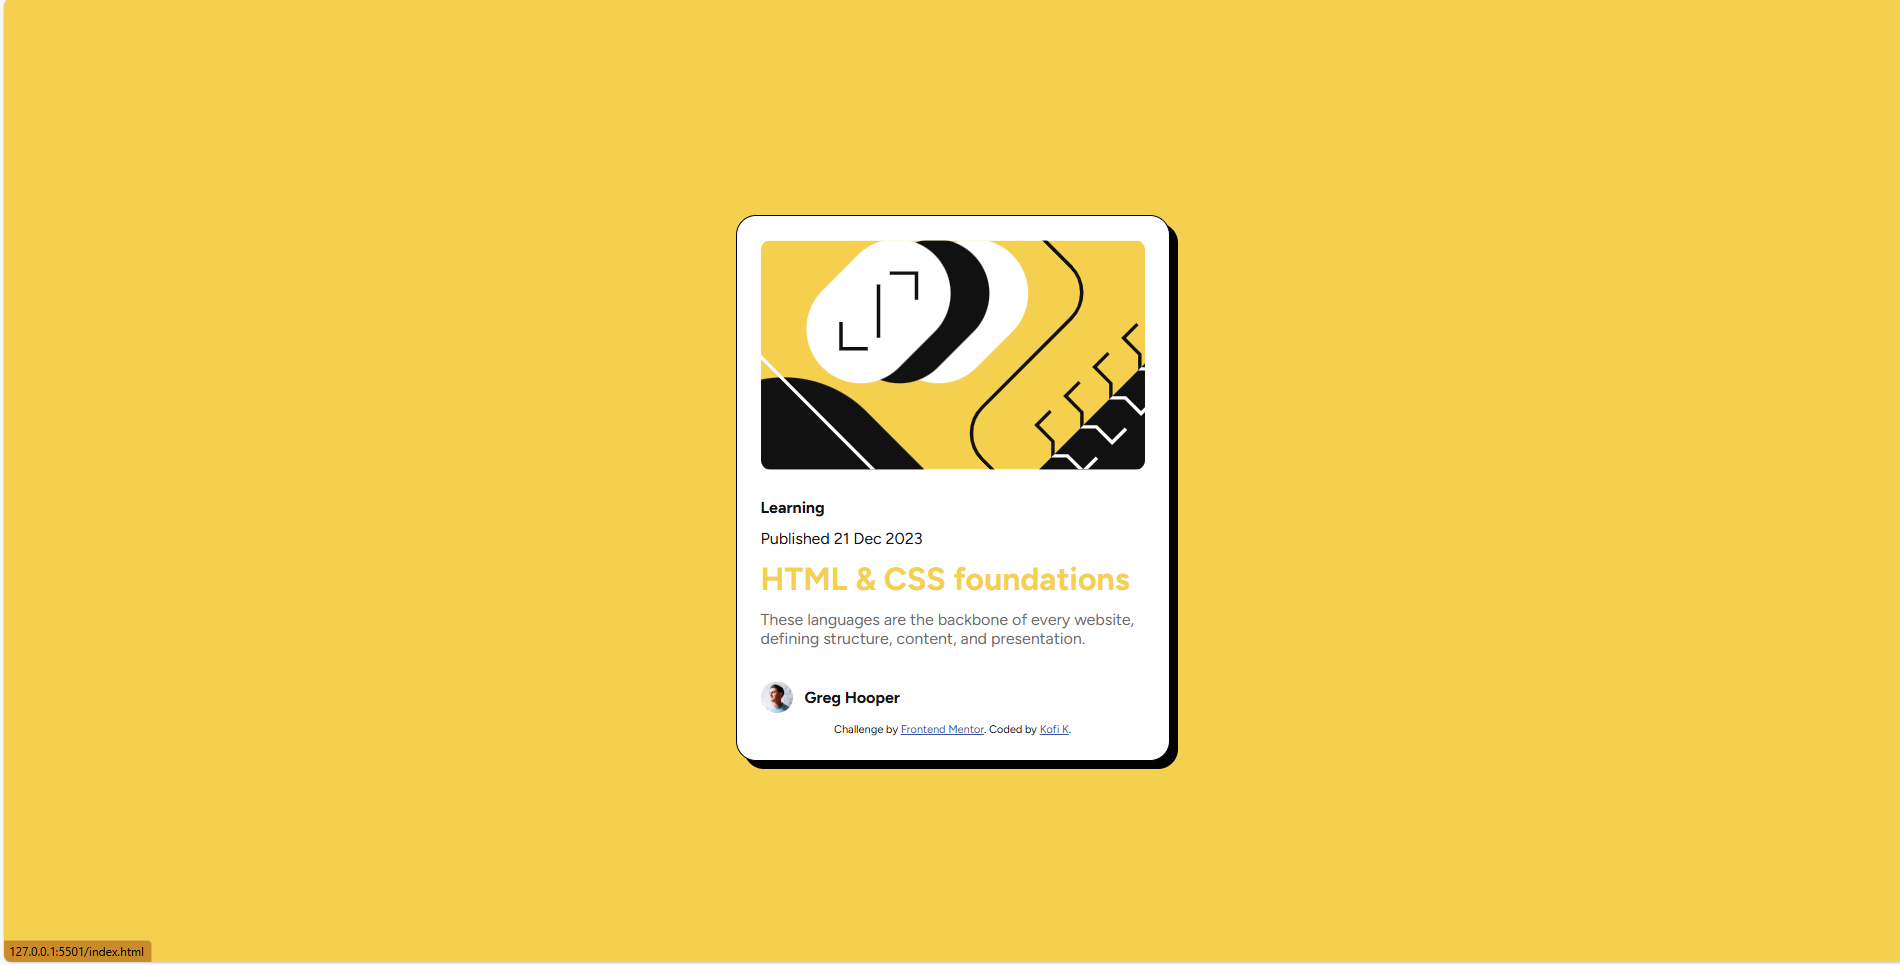 Learning
Published 21 Dec 2023
HTML & CSS foundations
These languages are the backbone of every website,
defining structure, content, and presentation.
Greg Hooper
Challenge by Frontend Mentor. Coded by Kofi K.
127.0.0.1:5501/index.html